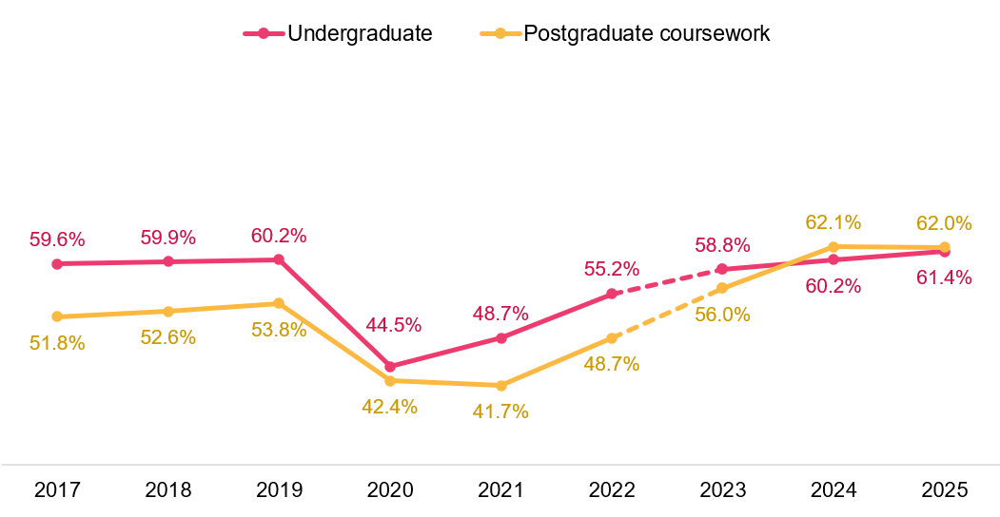 Undergraduate Postgraduate coursework
62.1% 62.0%
59.6% 59.9% 60.2% 58.8%
55.2% 60.2% 61.4%
48.7% 56.0%
51.8% 52.6% 53.8% 44.5% 48.7%
42.4% 41.7%
2017 2018 2019 2020 2021 2022 2023 2024 2025